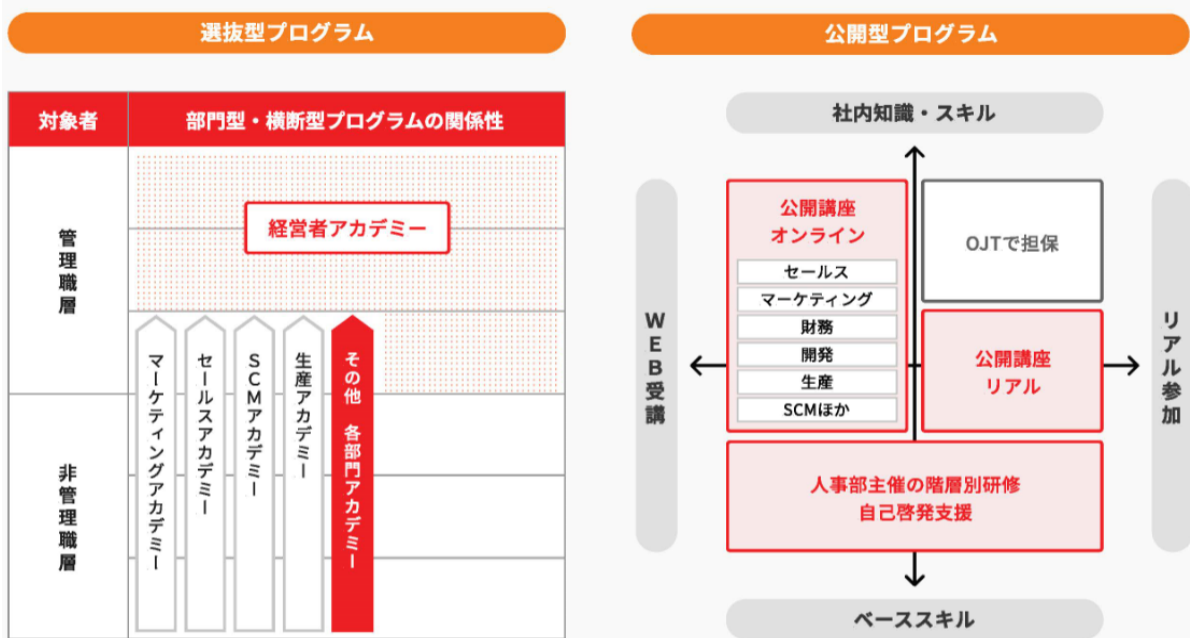 選抜型プログラム
対象者
部門型・横断型プログラムの関係性
管理職層
経営者アカデミー
非管理職層
マーケティングアカデミー
セールスアカデミー
SCMアカデミー
生産アカデミー
その他 各部門アカデミー
公開型プログラム
社内知識・スキル
WEB受講
公開講座
オンライン
セールス
マーケティング
財務
開発
生産
SCMほか
OJTで担保
公開講座
リアル
リアル参加
人事部主催の階層別研修
自己啓発支援
ベーススキル